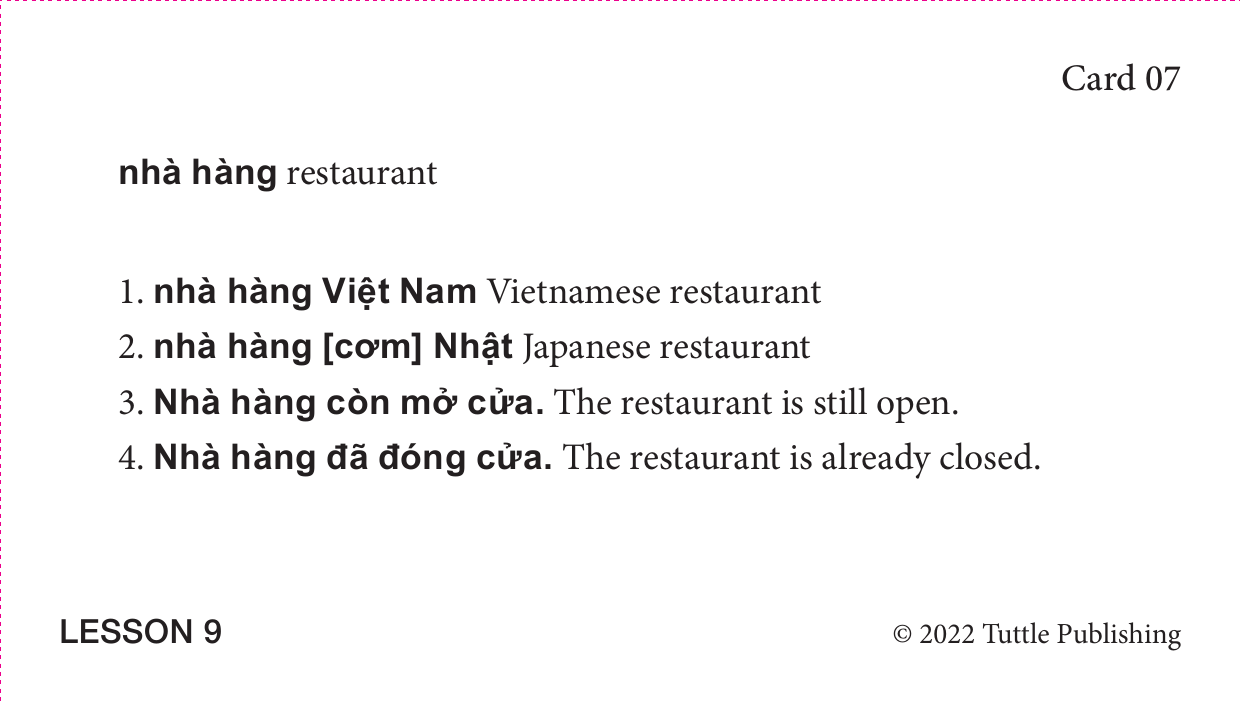 Card 07
nhà hàng restaurant
1. nhà hàng Việt Nam Vietnamese restaurant
2. nhà hàng [cơm] Nhật Japanese restaurant
3. Nhà hàng còn mở cửa. The restaurant is still open.
4. Nhà hàng đã đóng cửa. The restaurant is already closed.
LESSON 9
© 2022 Tuttle Publishing